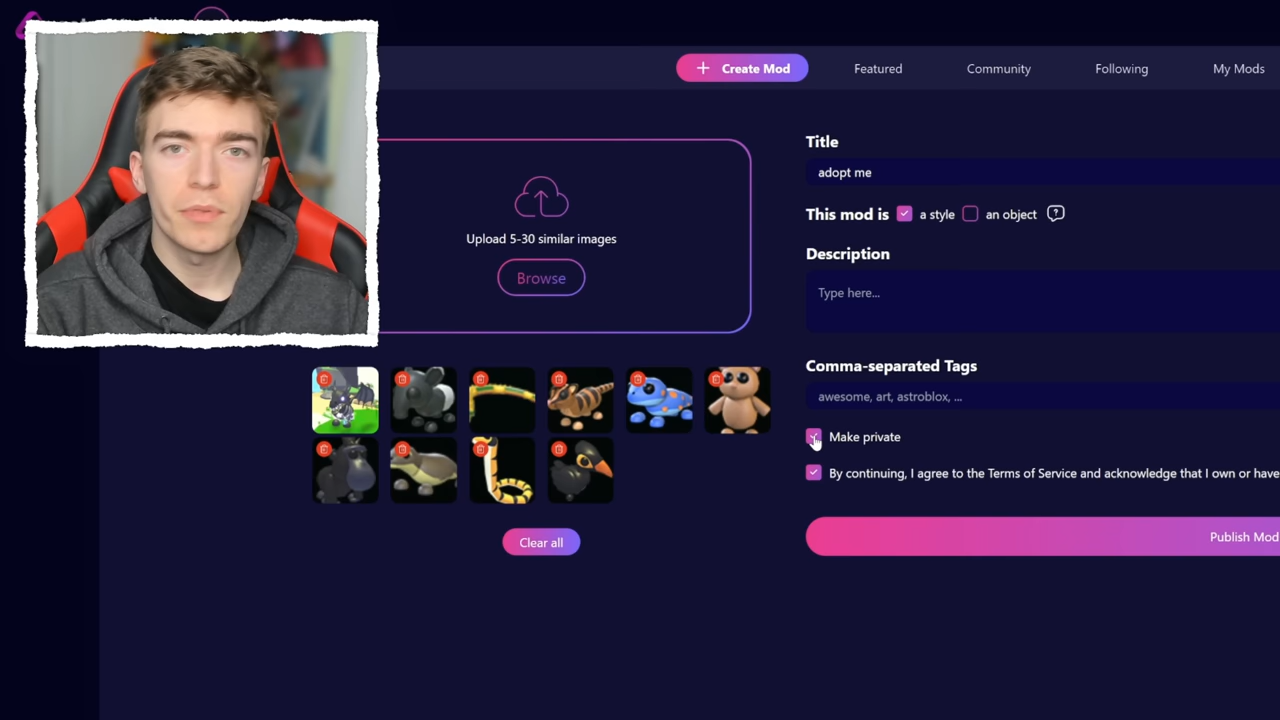 Create Mod
Featured
Community
Following
My Mods
Title
adopt me
This mod is a style an object
Description
Type here...
Upload 5-30 similar images
Browse
Comma-separated Tags
awesome, art, astroblox, ...
Make private
By continuing, I agree to the Terms of Service and acknowledge that I own or have
Publish Mod
Clear all